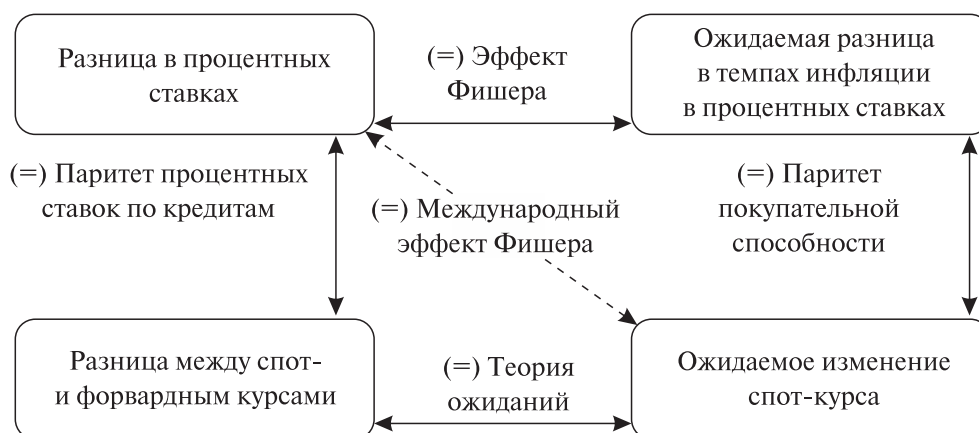 Разница в процентных
ставках
(=) Эффект
Фишера
Ожидаемая разница
в темпах инфляции
в процентных ставках
(=) Паритет процентных
ставок по кредитам
(=) Международный
эффект Фишера
(=) Паритет
покупательной
способности
Разница между спот-
и форвардным курсами
(=) Теория
ожиданий
Ожидаемое изменение
спот-курса